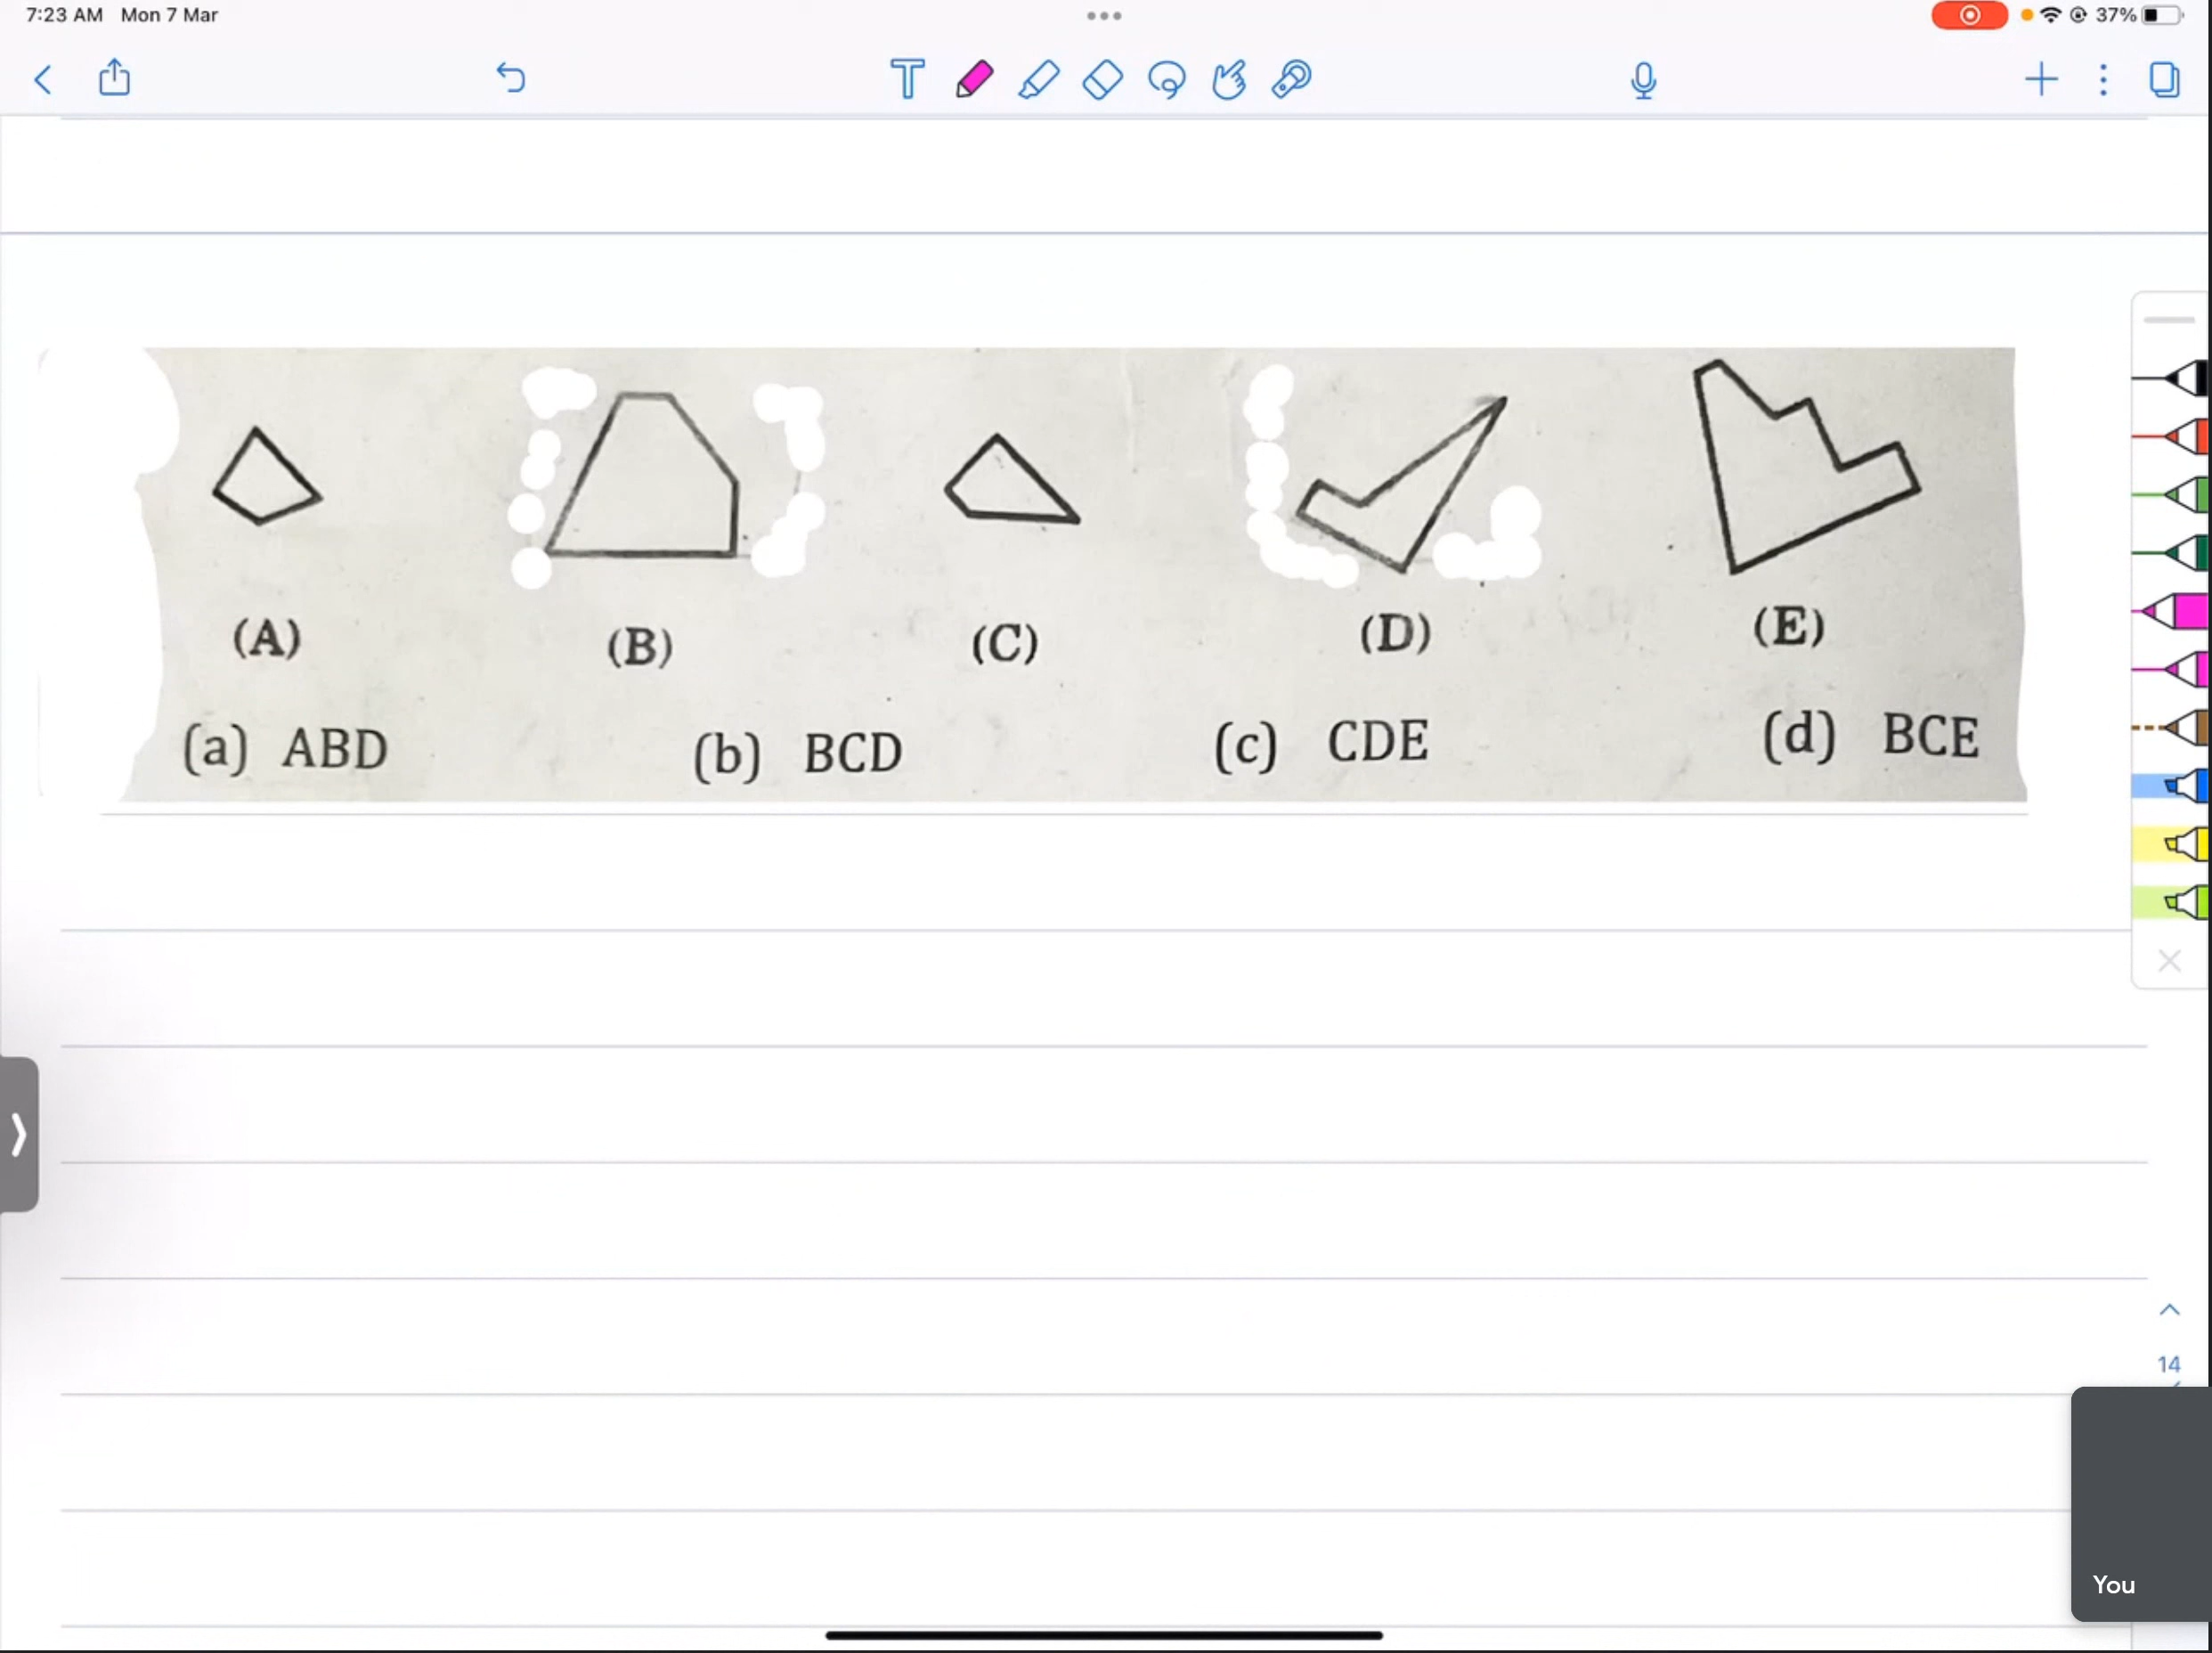 7:23 AM Mon 7 Mar
37%
(A) (B) (C) (D) (E)
(a) ABD (b) BCD (c) CDE (d) BCE
14
You